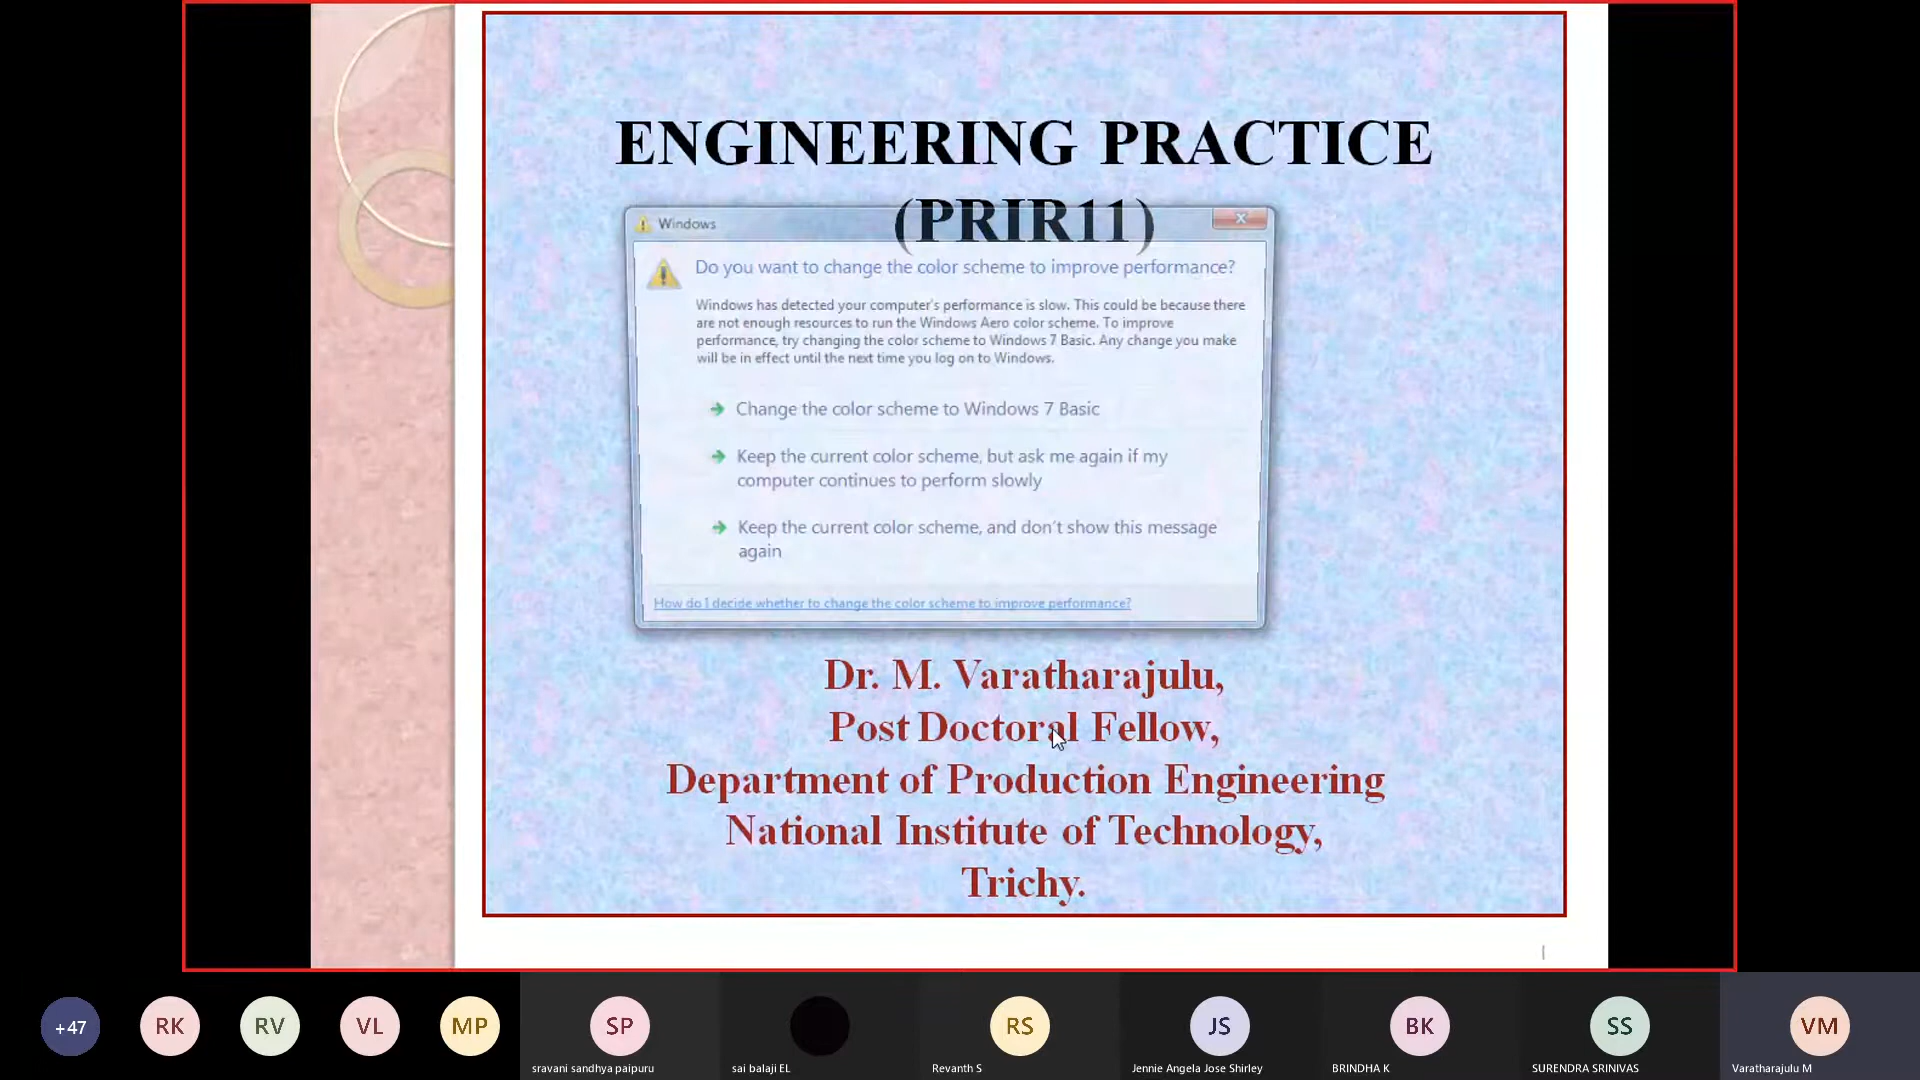 ENGINEERING PRACTICE
(PRIR11)
Windows
Do you want to change the color scheme to improve performance?
Windows has detected your computer's performance is slow. This could be because there
are not enough resources to run the Windows Aero color scheme. To improve
performance, try changing the color scheme to Windows 7 Basic. Any change you make
will be in effect until the next time you log on to Windows.
Change the color scheme to Windows 7 Basic
Keep the current color scheme, but ask me again if my
computer continues to perform slowly
Keep the current color scheme, and don't show this message
again
How do I decide whether to change the color scheme to improve performance?
Dr. M. Varatharajulu,
Post Doctoral Fellow,
Department of Production Engineering
National Institute of Technology,
Trichy.
1
+47
RK
RV
VL
MP
SP
RS
JS
BK
SS
VM
sravani sandhya paipuru
sai balaji EL
Revanth S
Jennie Angela Jose Shirley
BRINDHA K
SURENDRA SRINIVAS
Varatharajulu M